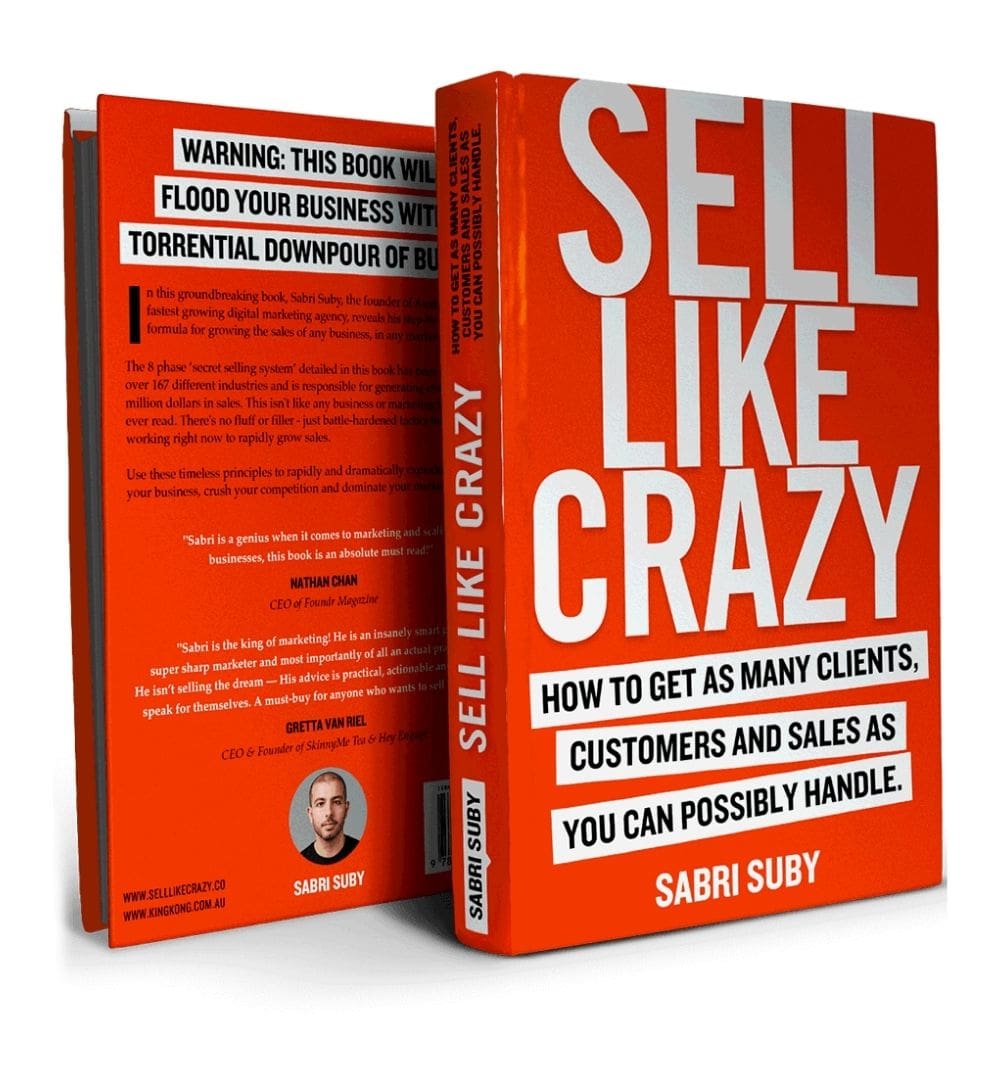 WARNING: THIS BOOK WIL
FLOOD YOUR BUSINESS WIT
TORRENTIAL DOWNPOUR OF BU
In this groundbreaking book, Sabri Suby, the founder of
fastest growing digital marketing agency, reveals his
formula for growing the sales of any business, in any
The 8 phase 'secret selling system' detailed in this book has
over 167 different industries and is responsible for generating
million dollars in sales. This isn't like any business or marketing
ever read. There's no fluff or filler - just battle-hardened
working right now to rapidly grow sales.
Use these timeless principles to rapidly and dramatically
your business, crush your competition and dominate your
"Sabri is a genius when it comes to marketing and scali
businesses, this book is an absolute must read!"
NATHAN CHAN
CEO of Foundr Magazine
"Sabri is the king of marketing! He is an insanely smart
super sharp marketer and most importantly of all an actual
He isn't selling the dream — His advice is practical, actionable an
speak for themselves. A must-buy for anyone who wants to sell
GRETTA VAN RIEL
CEO & Founder of SkinnyMe Tea & Hey
SABRI SUBY
WWW.SELLLIKECRAZY.CO
WWW.KINGKONG.COM.AU
9 78
HOW TO GET AS MANY CLIENTS,
CUSTOMERS AND SALES AS
YOU CAN POSSIBLY HANDLE.
SELL LIKE CRAZY
SABRI SUBY
SELL
LIKE
CRAZY
HOW TO GET AS MANY CLIENTS,
CUSTOMERS AND SALES AS
YOU CAN POSSIBLY HANDLE.
SABRI SUBY